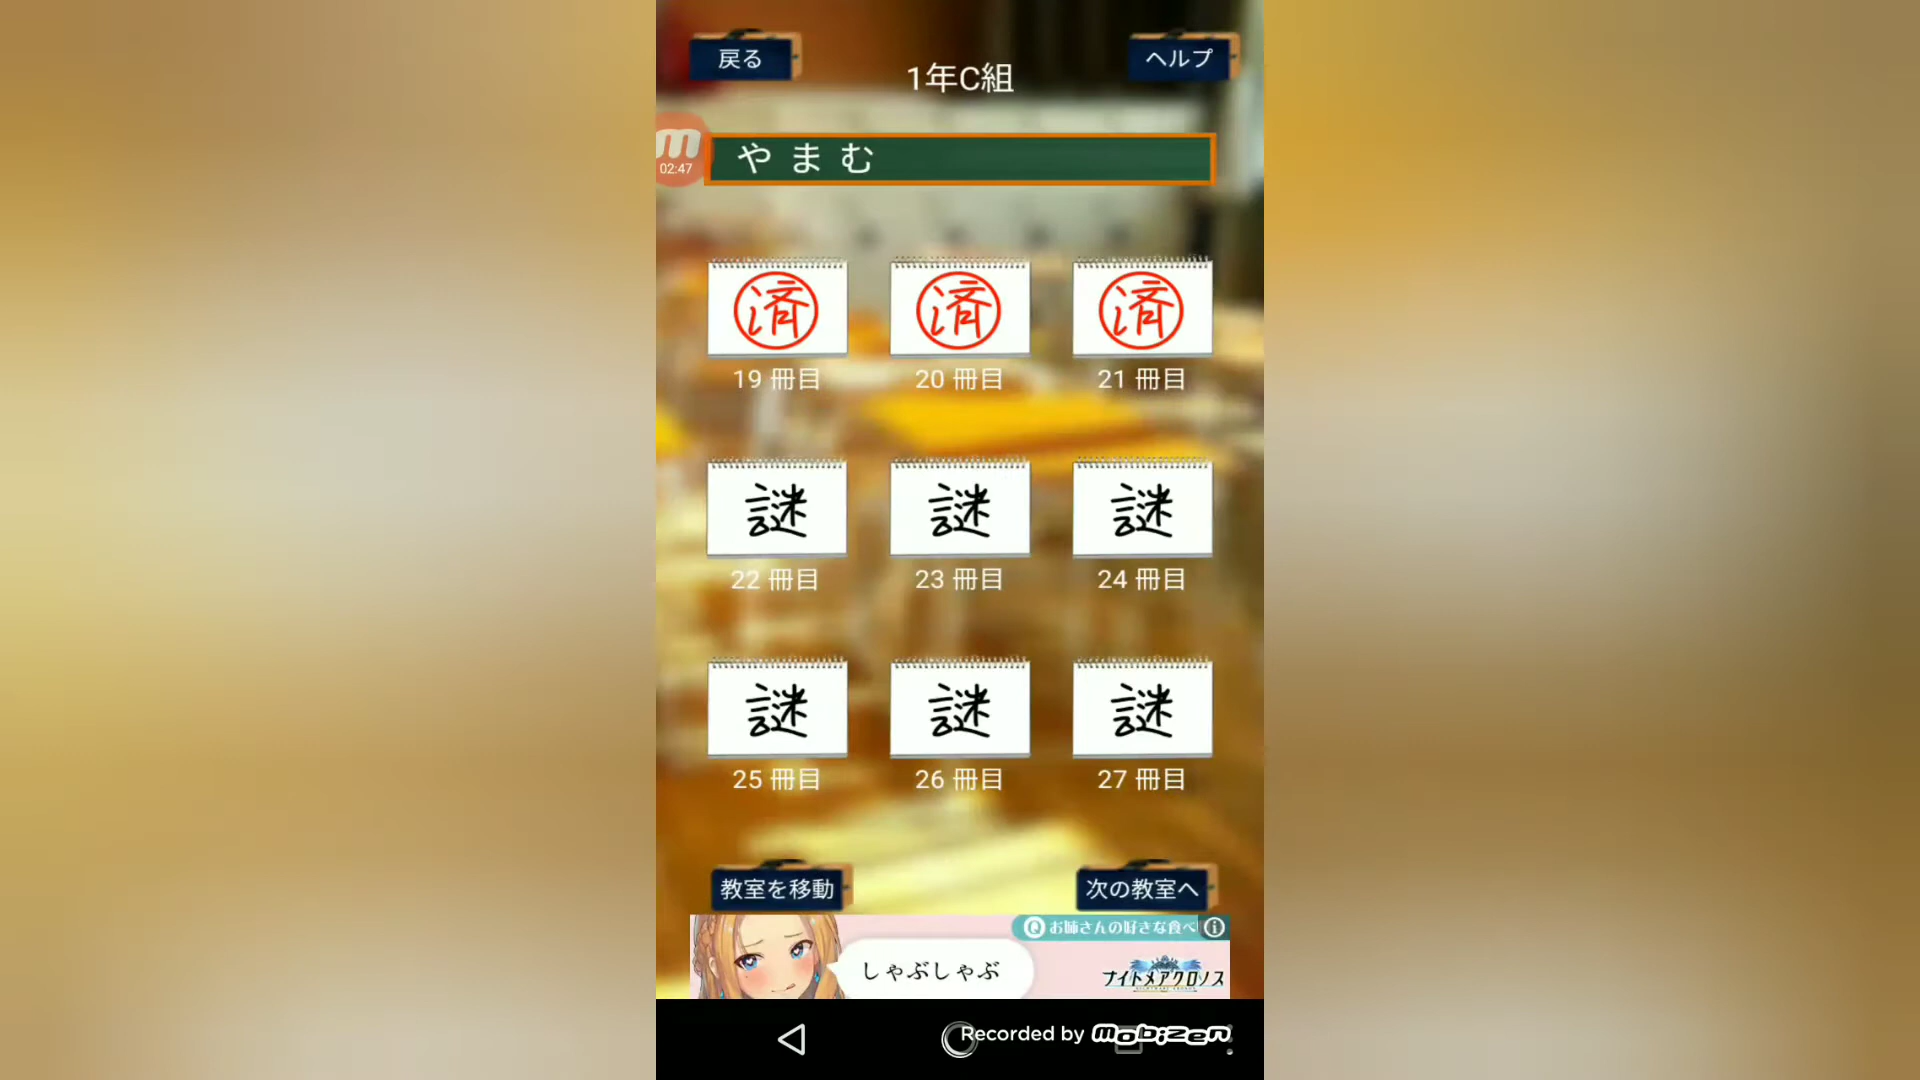 戻る
ヘルプ
1年C組
m
02:47
やまむ
済 済 済
19 冊目 20 冊目 21 冊目
謎 謎 謎
22 冊目 23 冊目 24 冊目
謎 謎 謎
25 冊目 26 冊目 27 冊目
教室を移動 次の教室へ
Q お姉さんの好きな食べ
しゃぶしゃぶ
ナイトメアクロノス
Recorded by mobizen